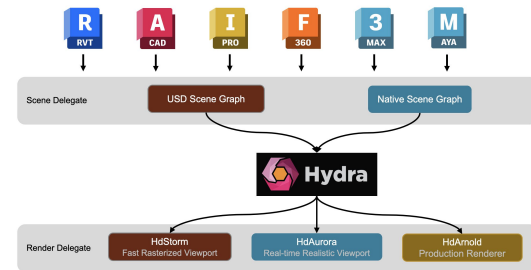 R A I F 3 M
RVT CAD PRO 360 MAX AYA
Scene Delegate
USD Scene Graph
Native Scene Graph
Hydra
Render Delegate
HdStorm
Fast Rasterized Viewport
HdAurora
Real-time Realistic Viewport
HdArnold
Production Renderer